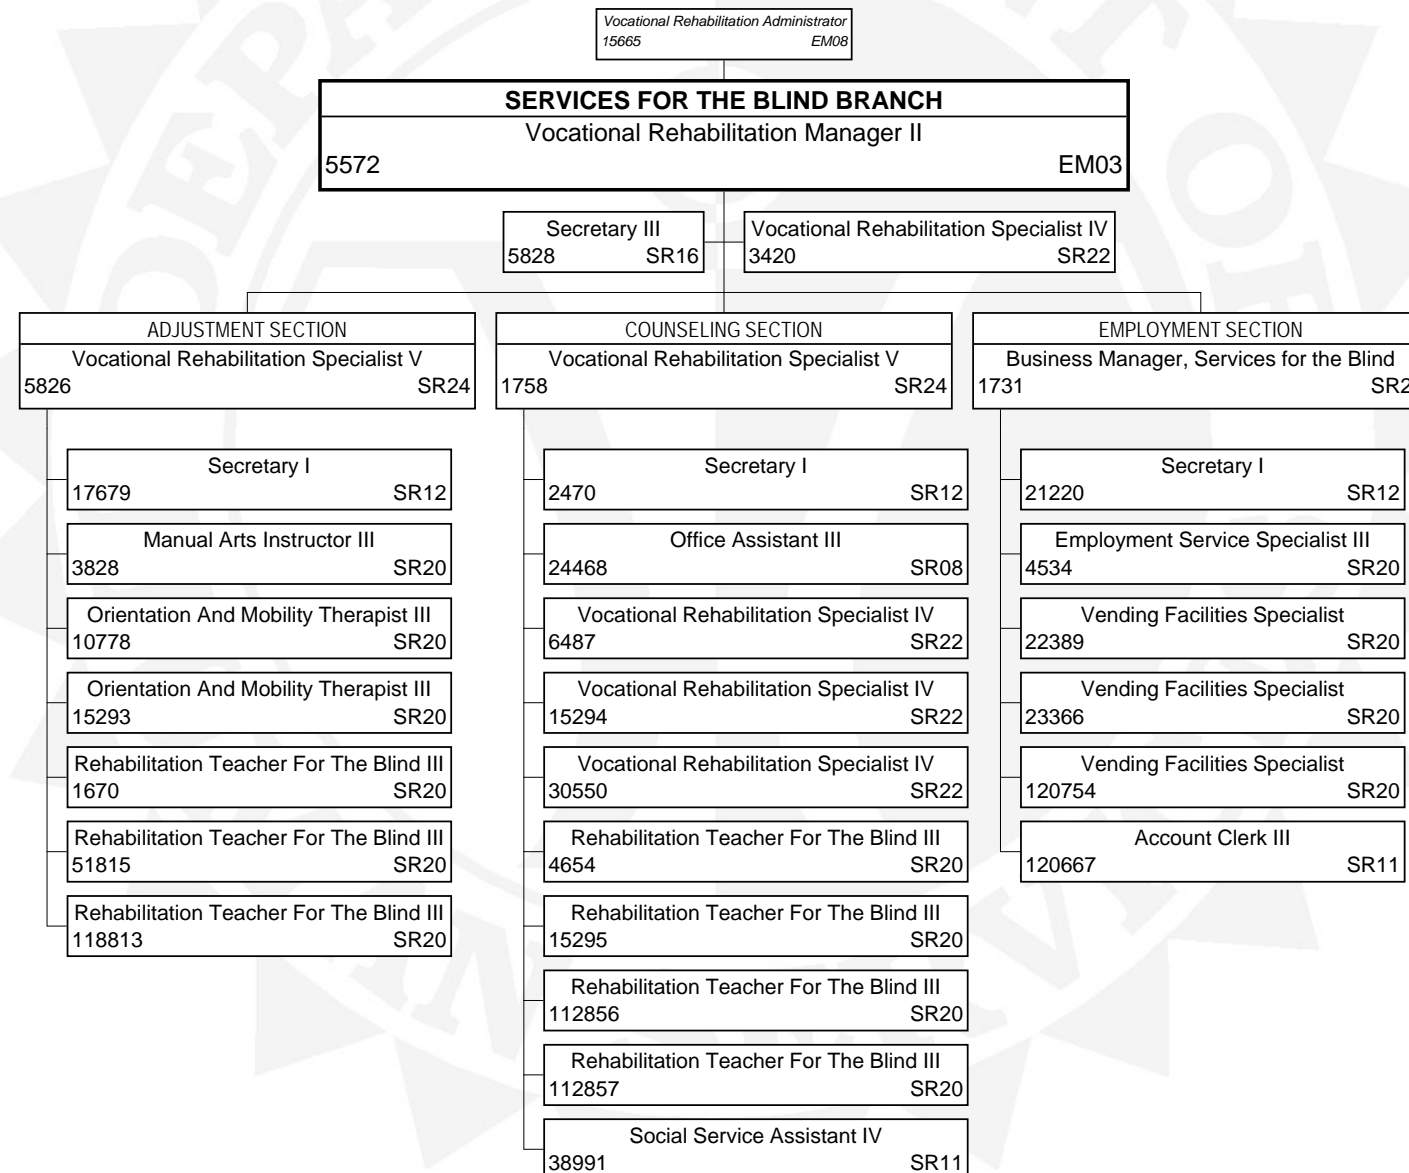 Vocational Rehabilitation Administrator
15665 EM08
SERVICES FOR THE BLIND BRANCH
Vocational Rehabilitation Manager II
5572 EM03
Secretary III
5828 SR16
Vocational Rehabilitation Specialist IV
3420 SR22
ADJUSTMENT SECTION
Vocational Rehabilitation Specialist V
5826 SR24
Secretary I
17679 SR12
Manual Arts Instructor III
3828 SR20
Orientation And Mobility Therapist III
10778 SR20
Orientation And Mobility Therapist III
15293 SR20
Rehabilitation Teacher For The Blind III
1670 SR20
Rehabilitation Teacher For The Blind III
51815 SR20
Rehabilitation Teacher For The Blind III
118813 SR20
COUNSELING SECTION
Vocational Rehabilitation Specialist V
1758 SR24
Secretary I
2470 SR12
Office Assistant III
24468 SR08
Vocational Rehabilitation Specialist IV
6487 SR22
Vocational Rehabilitation Specialist IV
15294 SR22
Vocational Rehabilitation Specialist IV
30550 SR22
Rehabilitation Teacher For The Blind III
4654 SR20
Rehabilitation Teacher For The Blind III
15295 SR20
Rehabilitation Teacher For The Blind III
112856 SR20
Rehabilitation Teacher For The Blind III
112857 SR20
Social Service Assistant IV
38991 SR11
EMPLOYMENT SECTION
Business Manager, Services for the Blind
1731 SR2
Secretary I
21220 SR12
Employment Service Specialist III
4534 SR20
Vending Facilities Specialist
22389 SR20
Vending Facilities Specialist
23366 SR20
Vending Facilities Specialist
120754 SR20
Account Clerk III
120667 SR11